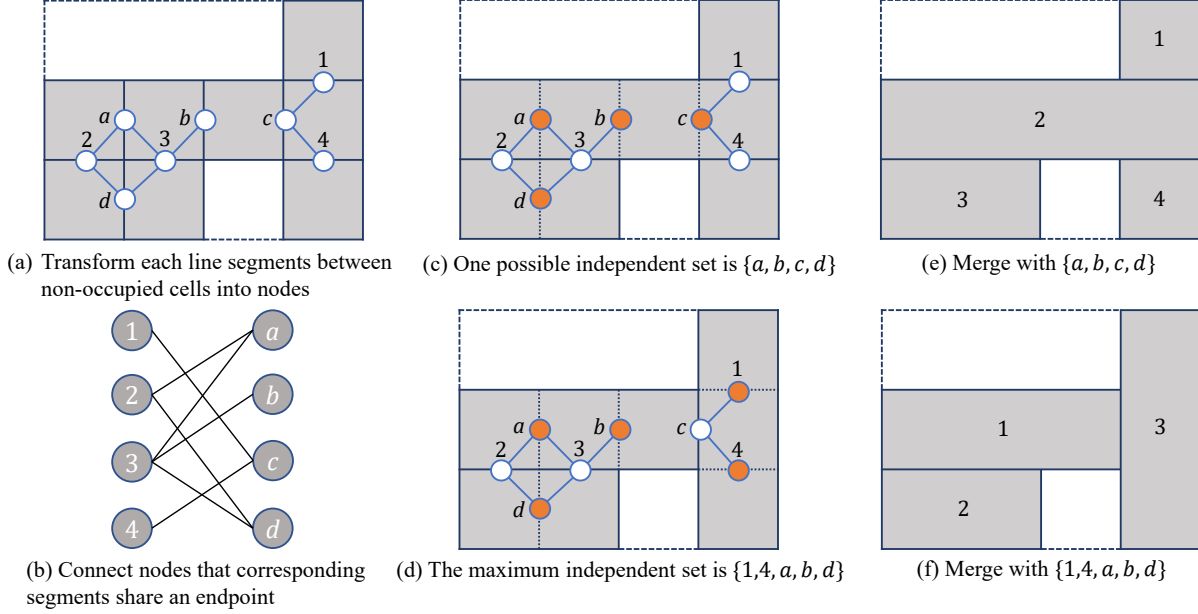 1
a
b
c
2
3
4
d
(a) Transform each line segments between
non-occupied cells into nodes
1
a
2
b
3
c
4
d
(b) Connect nodes that corresponding
segments share an endpoint
1
a
b
c
2
3
4
d
(c) One possible independent set is {a, b, c, d}
1
a
b
c
2
3
4
d
(d) The maximum independent set is {1,4, a, b, d}
1
2
3
4
(e) Merge with {a, b, c, d}
1
3
2
(f) Merge with {1,4, a, b, d}